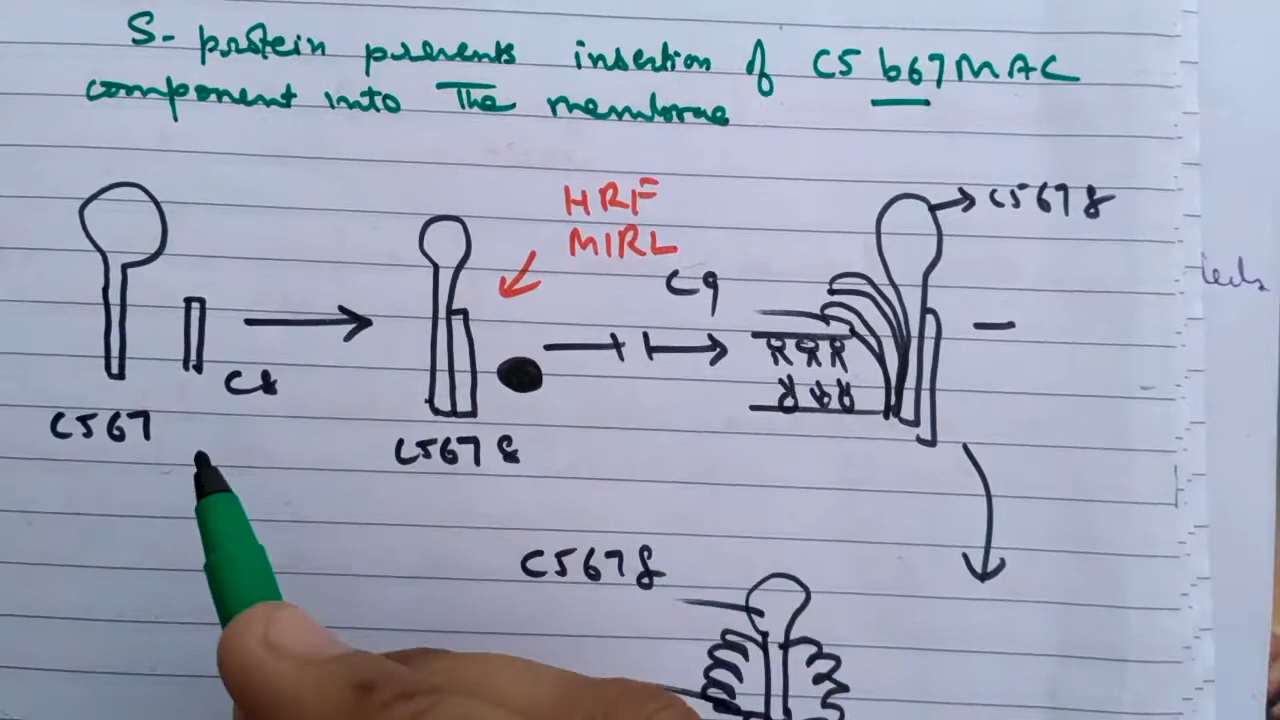 S- protein prevents insertion of C5 b67 MAC
component into The membrane
HRF
MIRL
C5678
C9
C8
C567
C5678
C5678